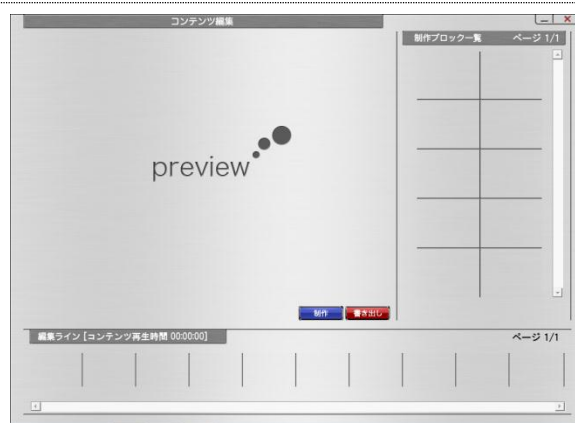 コンテンツ編集
制作ブロック一覧 ページ 1/1
preview
制作 書き出し
編集ライン [コンテンツ再生時間 00:00:00] ページ 1/1